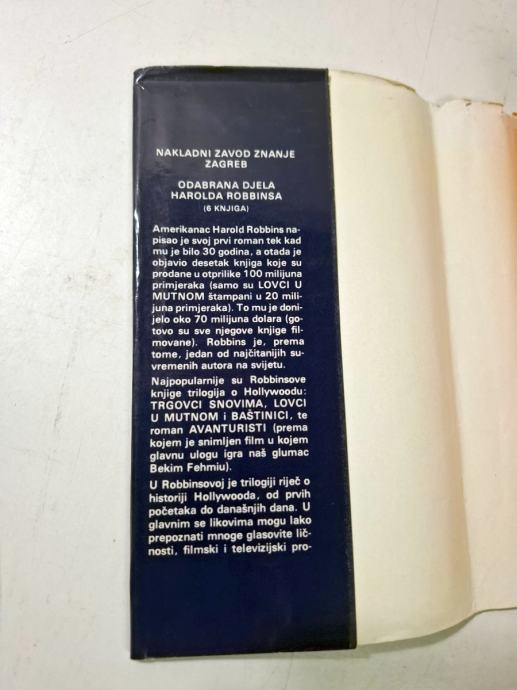 NAKLADNI ZAVOD ZNANJE
ZAGREB
ODABRANA DJELA
HAROLDA ROBBINSA
(6 KNJIGA)
Amerikanac Harold Robbins na-
pisao je svoj prvi roman tek kad
mu je bilo 30 godina, a otada je
objavio desetak knjiga koje su
prodane u otprilike 100 milijuna
primjeraka (samo su LOVCI U
MUTNOM štampani u 20 mili-
juna primjeraka). To mu je doni-
jelo oko 70 milijuna dolara (go-
tovo su sve njegove knjige fil-
movane). Robbins je, prema
tome, jedan od najčitanijih su-
vremenih autora na svijetu.
Najpopularnije su Robbinsove
knjige trilogija o Hollywoodu:
TRGOVCI SNOVIMA, LOVCI
U MUTNOM i BAŠTINICI, te
roman AVANTURISTI (prema
kojem je snimljen film u kojem
glavnu ulogu igra naš glumac
Bekim Fehmiu).
U Robbinsovoj je trilogiji riječ o
historiji Hollywooda, od prvih
početaka do današnjih dana. U
glavnim se likovima mogu lako
prepoznati mnoge glasovite lič-
nosti, filmski i televizijski pro-